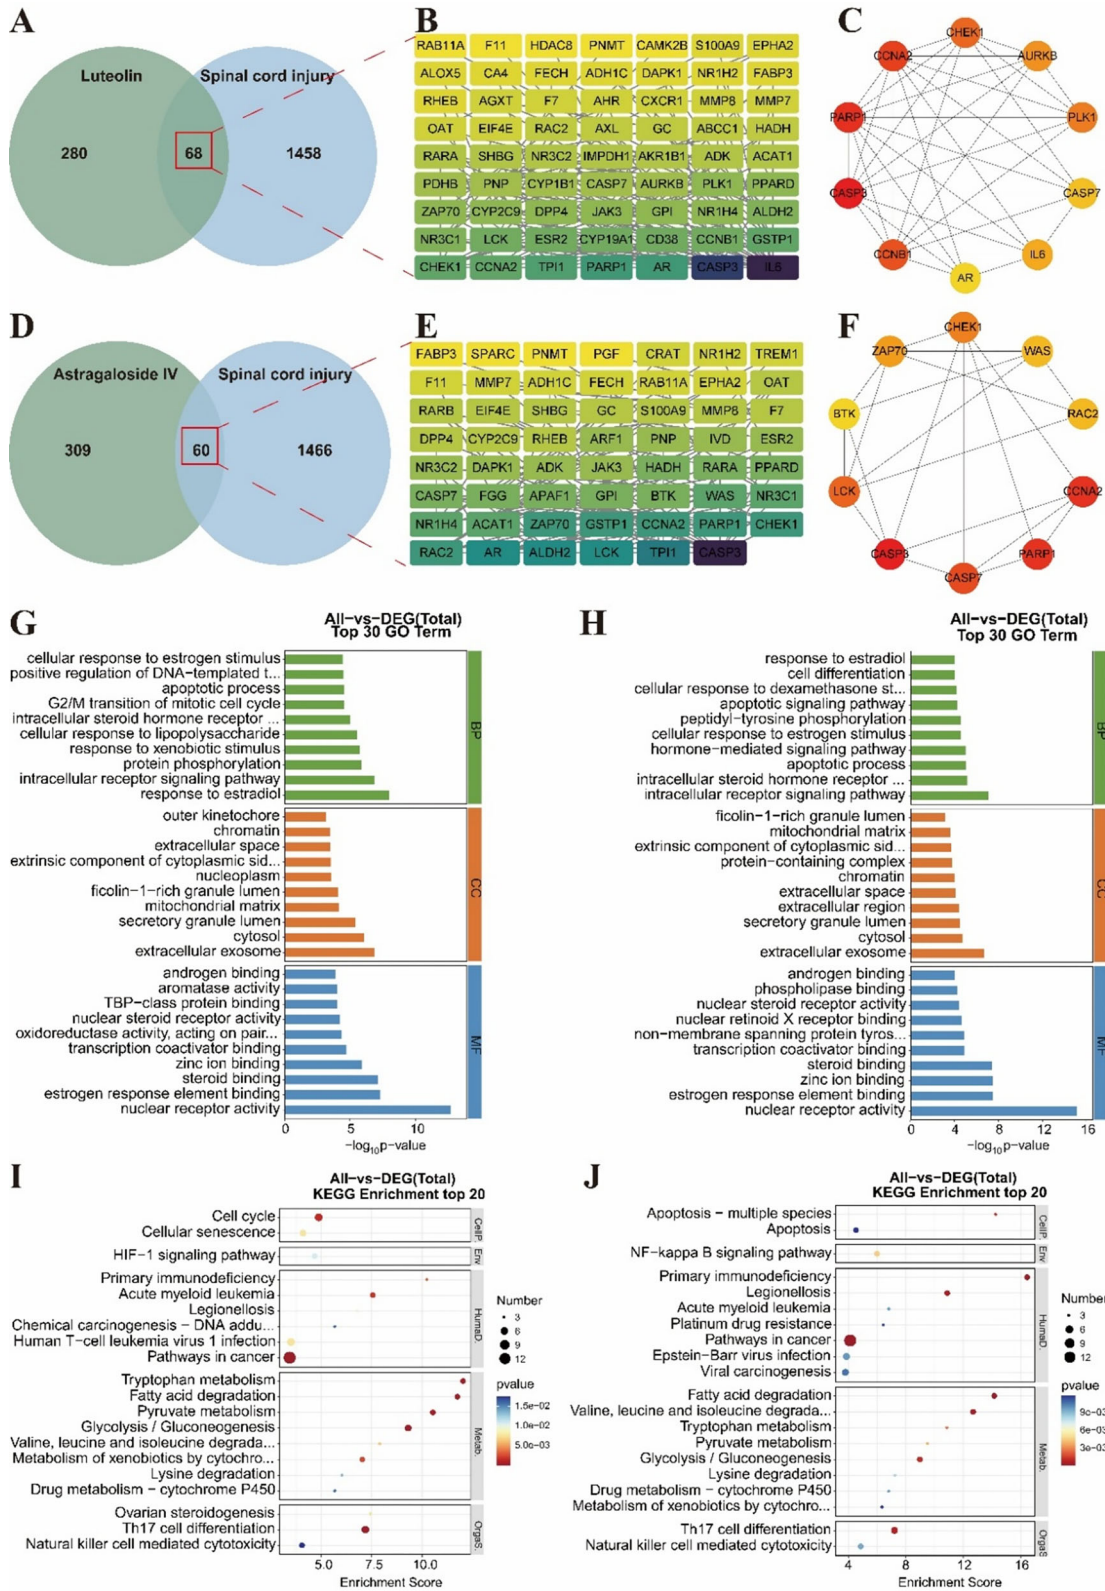 A
Luteolin
Spinal cord injury
280
68
1458
B
RAB11A F11 HDAC8 PNMT CAMK2B S100A9 EPHA2
ALOX5 CA4 FECH ADH1C DAPK1 NR1H2 FABP3
RHEB AGXT F7 AHR CXCR1 MMP8 MMP7
OAT EIF4E RAC2 AXL GC ABCC1 HADH
RARA SHBG NR3C2 IMPDH1 AKR1B1 ADK ACAT1
PDHB PNP CYP1B1 CASP7 AURKB PLK1 PPARD
ZAP70 CYP2C9 DPP4 JAK3 GPI NR1H4 ALDH2
NR3C1 LCK ESR2 CYP19A1 CD38 CCNB1 GSTP1
CHEK1 CCNA2 TPI1 PARP1 AR CASP3 IL6
C
CHEK1
CCNA2
AURKB
PARP1
PLK1
CASP3
CASP7
CCNB1
IL6
AR
D
Astragaloside IV
Spinal cord injury
309
60
1466
E
FABP3 SPARC PNMT PGF CRAT NR1H2 TREM1
F11 MMP7 ADH1C FECH RAB11A EPHA2 OAT
RARB EIF4E SHBG GC S100A9 MMP8 F7
DPP4 CYP2C9 RHEB ARF1 PNP IVD ESR2
NR3C2 DAPK1 ADK JAK3 HADH RARA PPARD
CASP7 FGG APAF1 GPI BTK WAS NR3C1
NR1H4 ACAT1 ZAP70 GSTP1 CCNA2 PARP1 CHEK1
RAC2 AR ALDH2 LCK TPI1 CASP3
F
CHEK1
ZAP70
WAS
BTK
RAC2
LCK
CCNA2
CASP3
PARP1
CASP7
G
All-vs-DEG(Total)
Top 30 GO Term
cellular response to estrogen stimulus
positive regulation of DNA-templated t...
apoptotic process
G2/M transition of mitotic cell cycle
intracellular steroid hormone receptor ...
cellular response to lipopolysaccharide
response to xenobiotic stimulus
protein phosphorylation
intracellular receptor signaling pathway
response to estradiol
BP
outer kinetochore
chromatin
extracellular space
extrinsic component of cytoplasmic sid...
nucleoplasm
ficolin-1-rich granule lumen
mitochondrial matrix
secretory granule lumen
cytosol
extracellular exosome
CC
androgen binding
aromatase activity
TBP-class protein binding
nuclear steroid receptor activity
oxidoreductase activity, acting on pair...
transcription coactivator binding
zinc ion binding
steroid binding
estrogen response element binding
nuclear receptor activity
MF
0 5 10
-log10p-value
H
All-vs-DEG(Total)
Top 30 GO Term
response to estradiol
cell differentiation
cellular response to dexamethasone st...
apoptotic signaling pathway
peptidyl-tyrosine phosphorylation
cellular response to estrogen stimulus
hormone-mediated signaling pathway
apoptotic process
intracellular steroid hormone receptor ...
intracellular receptor signaling pathway
BP
ficolin-1-rich granule lumen
mitochondrial matrix
extrinsic component of cytoplasmic sid...
protein-containing complex
chromatin
extracellular space
extracellular region
secretory granule lumen
cytosol
extracellular exosome
CC
androgen binding
phospholipase binding
nuclear steroid receptor activity
nuclear retinoid X receptor binding
non-membrane spanning protein tyros...
transcription coactivator binding
steroid binding
zinc ion binding
estrogen response element binding
nuclear receptor activity
MF
0 4 8 12 16
-log10p-value
I
All-vs-DEG(Total)
KEGG Enrichment top 20
Cell cycle
Cellular senescence
CellP.
HIF-1 signaling pathway
Env
Primary immunodeficiency
Acute myeloid leukemia
Legionellosis
Chemical carcinogenesis - DNA addu...
Human T-cell leukemia virus 1 infection
Pathways in cancer
HumaD.
Tryptophan metabolism
Fatty acid degradation
Pyruvate metabolism
Glycolysis / Gluconeogenesis
Valine, leucine and isoleucine degrada...
Metabolism of xenobiotics by cytochro...
Lysine degradation
Drug metabolism - cytochrome P450
Metab.
Ovarian steroidogenesis
Th17 cell differentiation
Natural killer cell mediated cytotoxicity
OrgaS.
5.0 7.5 10.0
Enrichment Score
Number
3
6
9
12
pvalue
1.5e-02
1.0e-02
5.0e-03
J
All-vs-DEG(Total)
KEGG Enrichment top 20
Apoptosis - multiple species
Apoptosis
CellP.
NF-kappa B signaling pathway
Env
Primary immunodeficiency
Legionellosis
Acute myeloid leukemia
Platinum drug resistance
Pathways in cancer
Epstein-Barr virus infection
Viral carcinogenesis
HumaD.
Fatty acid degradation
Valine, leucine and isoleucine degrada...
Tryptophan metabolism
Pyruvate metabolism
Glycolysis / Gluconeogenesis
Lysine degradation
Drug metabolism - cytochrome P450
Metabolism of xenobiotics by cytochro...
Metab.
Th17 cell differentiation
Natural killer cell mediated cytotoxicity
OrgaS
4 8 12 16
Enrichment Score
Number
3
6
9
12
pvalue
9e-03
6e-03
3e-03